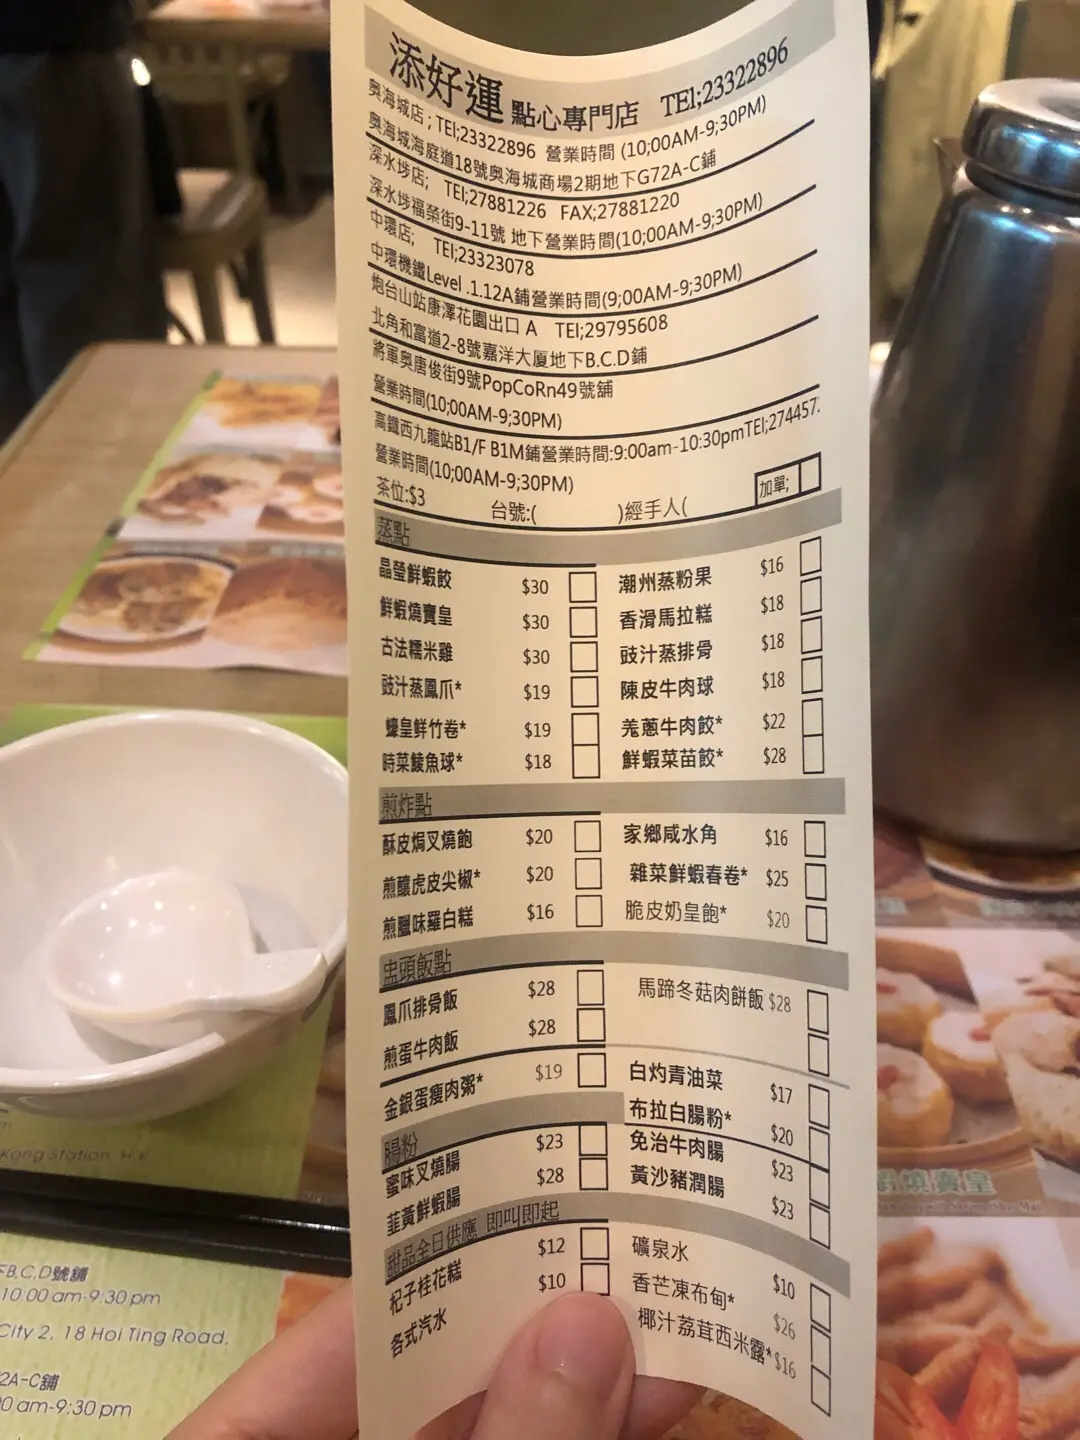 添好運 點心專門店 TEl;23322896
奧海城店 ; TEl;23322896 營業時間 (10;00AM-9;30PM)
奧海城海庭道18號奧海城商場2期地下G72A-C鋪
深水埗店; TEl;27881226 FAX;27881220
深水埗福榮街9-11號 地下營業時間(10;00AM-9;30PM)
中環店; TEl;23323078
中環機鐵Level .1.12A鋪營業時間(9;00AM-9;30PM)
炮台山站康澤花園出口 A TEl;29795608
北角和富道2-8號嘉洋大厦地下B.C.D鋪
將軍奧唐俊街9號PopCoRn49號舖
營業時間(10;00AM-9;30PM)
高鐵西九龍站B1/F B1M鋪營業時間:9:00am-10:30pmTEl;274457
營業時間(10;00AM-9;30PM)
茶位:$3 台號:( )經手人( 加單;
蒸點
晶瑩鮮蝦餃 $30 潮州蒸粉果 $16
鮮蝦燒賣皇 $30 香滑馬拉糕 $18
古法糯米雞 $30 豉汁蒸排骨 $18
豉汁蒸鳳爪* $19 陳皮牛肉球 $18
蠔皇鮮竹卷* $19 羗蔥牛肉餃* $22
時菜鯪魚球* $18 鮮蝦菜苗餃* $28
煎炸點
酥皮焗叉燒飽 $20 家鄉咸水角 $16
煎釀虎皮尖椒* $20 雜菜鮮蝦春卷* $25
煎臘味羅白糕 $16 脆皮奶皇飽* $20
盅頭飯點
鳳爪排骨飯 $28 馬蹄冬菇肉餅飯 $28
煎蛋牛肉飯 $28
金銀蛋瘦肉粥* $19 白灼青油菜 $17
布拉白腸粉* $20
腸粉
蜜味叉燒腸 $23 免治牛肉腸 $23
韮黃鮮蝦腸 $28 黃沙豬潤腸 $23
甜品全日供應 即叫即起
杞子桂花糕 $12 礦泉水 $10
各式汽水 $10 香芒凍布甸* $26
椰汁荔茸西米露* $16
Kong Station, H.K
B,C,D號舖
10.00 am-9:30 pm
City 2, 18 Hoi Ting Road,
2A-C舖
0 am-9:30 pm
燒賣皇